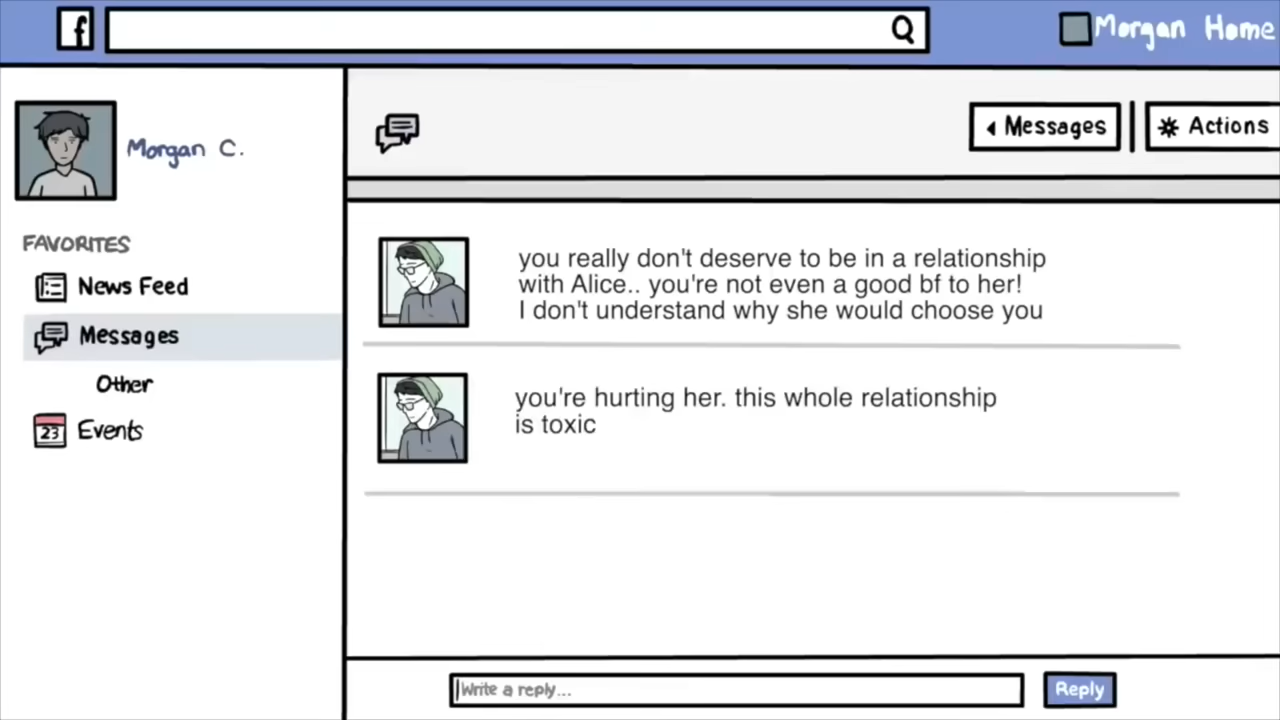 f
Morgan Home
Morgan C.
Messages
Actions
FAVORITES
News Feed
Messages
Other
23
Events
you really don't deserve to be in a relationship
with Alice.. you're not even a good bf to her!
I don't understand why she would choose you
you're hurting her. this whole relationship
is toxic
Write a reply...
Reply